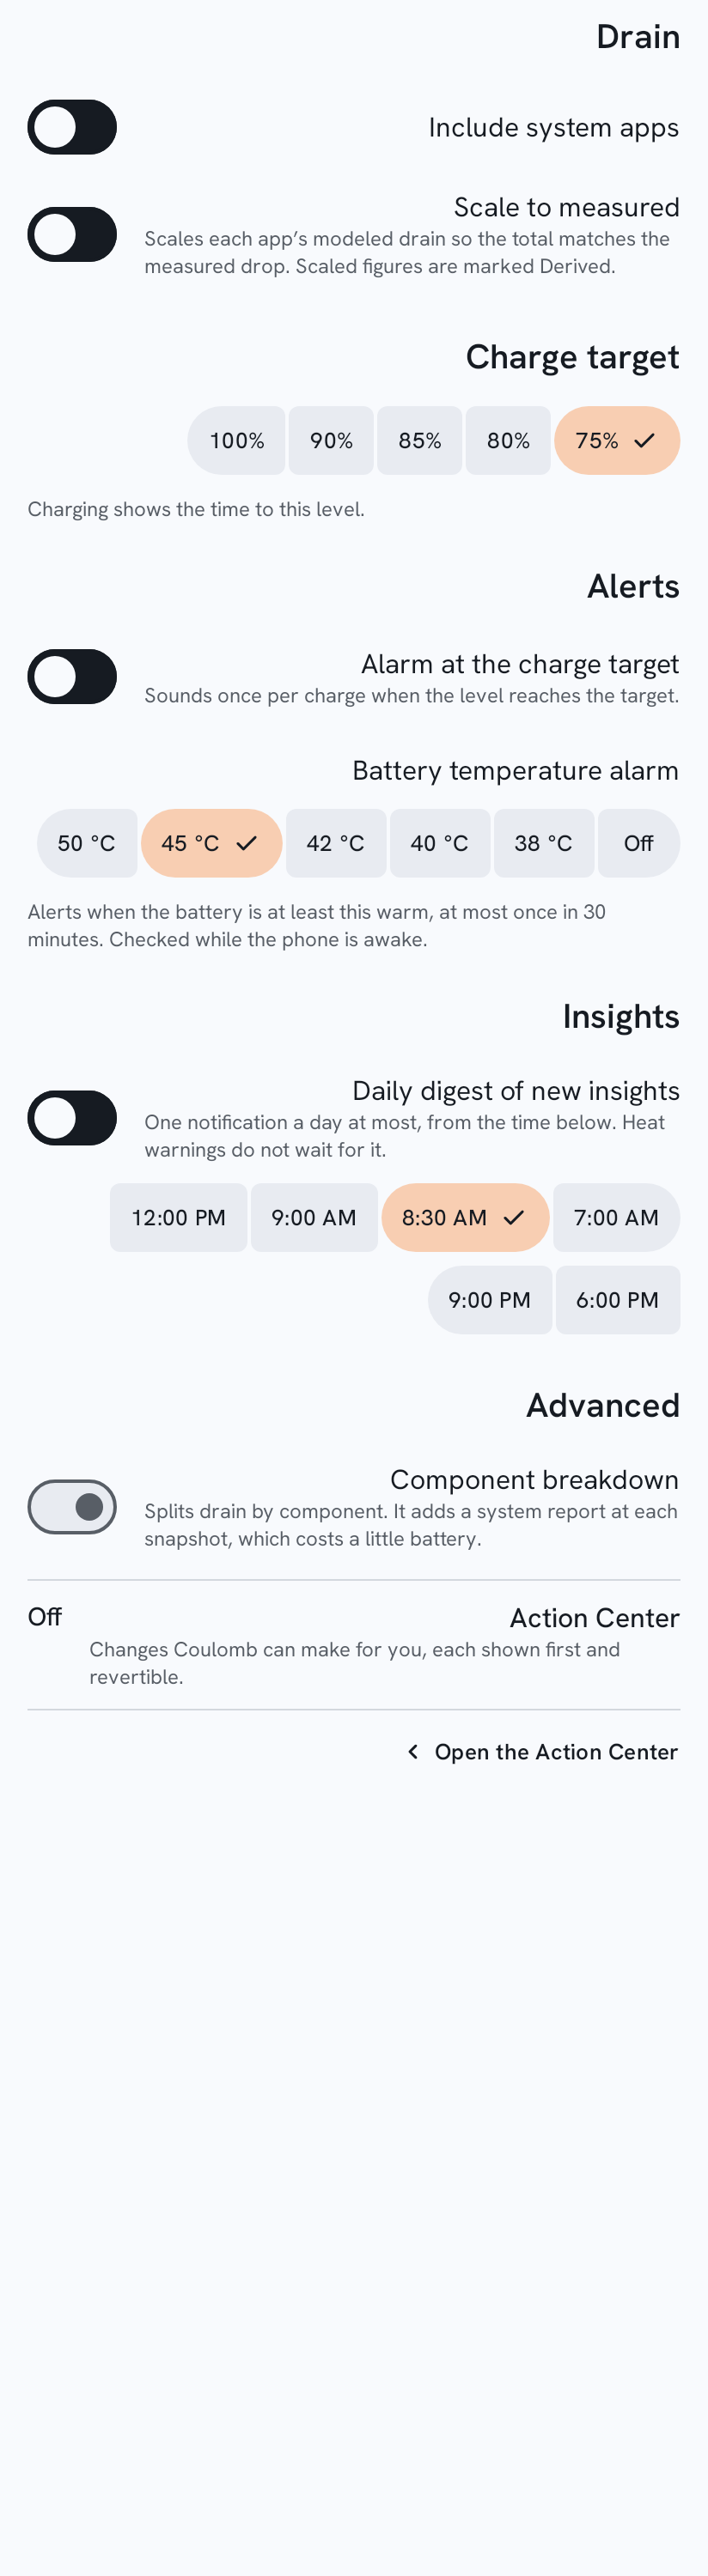 Drain
Include system apps
Scale to measured
Scales each app’s modeled drain so the total matches the
measured drop. Scaled figures are marked Derived.
Charge target
100% 90% 85% 80% 75%
Charging shows the time to this level.
Alerts
Alarm at the charge target
Sounds once per charge when the level reaches the target.
Battery temperature alarm
50 °C 45 °C 42 °C 40 °C 38 °C Off
Alerts when the battery is at least this warm, at most once in 30
minutes. Checked while the phone is awake.
Insights
Daily digest of new insights
One notification a day at most, from the time below. Heat
warnings do not wait for it.
12:00 PM 9:00 AM 8:30 AM 7:00 AM
9:00 PM 6:00 PM
Advanced
Component breakdown
Splits drain by component. It adds a system report at each
snapshot, which costs a little battery.
Off Action Center
Changes Coulomb can make for you, each shown first and
revertible.
Open the Action Center